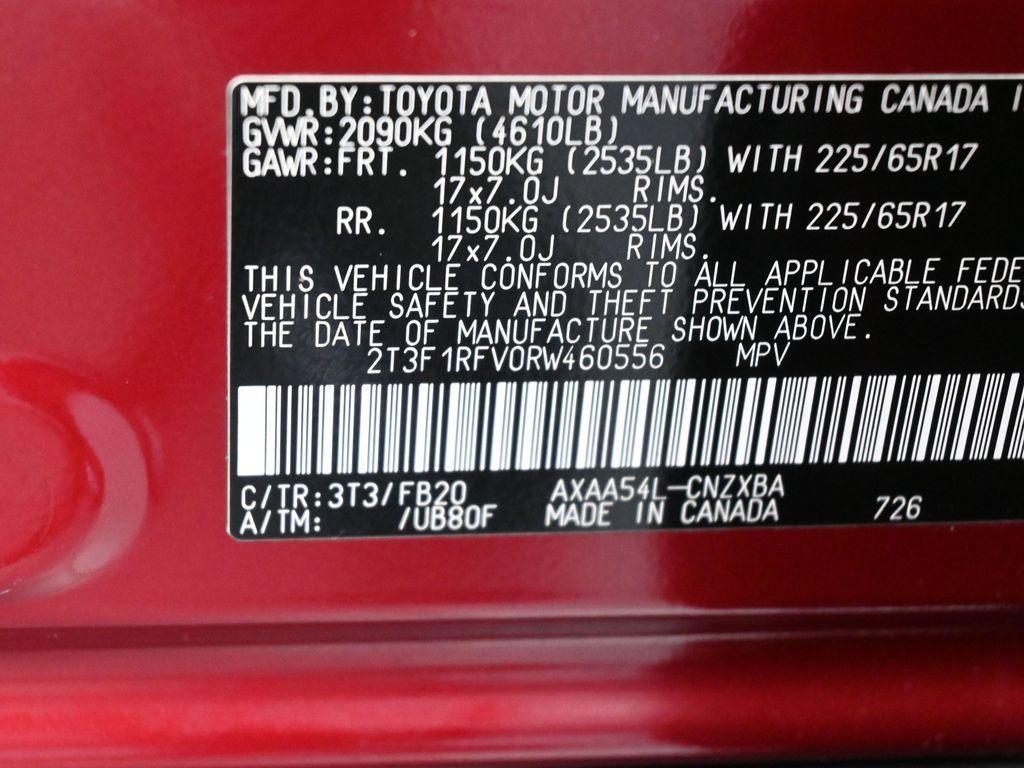 MFD.BY:TOYOTA MOTOR MANUFACTURING CANADA I
GVWR:2090KG (4610LB)
GAWR:FRT. 1150KG (2535LB) WITH 225/65R17
17x7.0J RIMS.
RR. 1150KG (2535LB) WITH 225/65R17
17x7.0J RIMS.
THIS VEHICLE CONFORMS TO ALL APPLICABLE FEDE
VEHICLE SAFETY AND THEFT PREVENTION STANDARDS
THE DATE OF MANUFACTURE SHOWN ABOVE.
2T3F1RFV0RW460556 MPV
C/TR:3T3/FB20 AXAA54L-CNZXBA
A/TM: /UB80F MADE IN CANADA 726